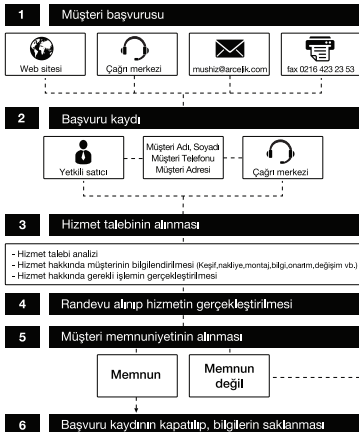 1 Müşteri başvurusu
Web sitesi
Çağrı merkezi
mushiz@arcelik.com
fax 0216 423 23 53
2 Başvuru kaydı
Yetkili satıcı
Müşteri Adı, Soyadı
Müşteri Telefonu
Müşteri Adresi
Çağrı merkezi
3 Hizmet talebinin alınması
- Hizmet talebi analizi
- Hizmet hakkında müşterinin bilgilendirilmesi (Keşif,nakliye,montaj,bilgi,onarım,değişim vb.)
- Hizmet hakkında gerekli işlemin gerçekleştirilmesi
4 Randevu alınıp hizmetin gerçekleştirilmesi
5 Müşteri memnuniyetinin alınması
Memnun
Memnun
değil
6 Başvuru kaydının kapatılıp, bilgilerin saklanması